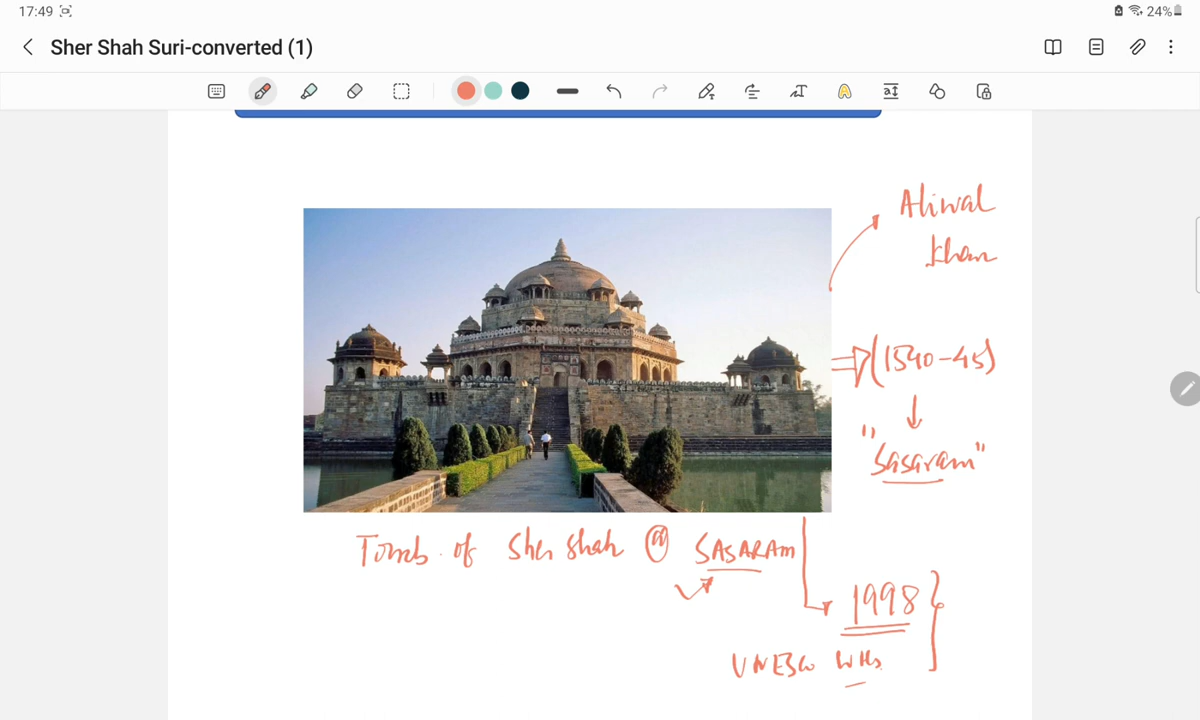 17:49
24%
Sher Shah Suri-converted (1)
Aliwal
khan
(1540-45)
"Sasaram"
Tomb of Sher Shah @ SASARAM
1998
UNESCO WHS